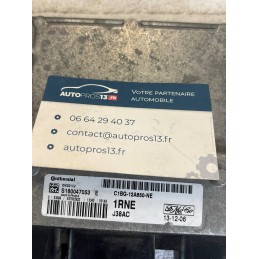 AUTOPROS13.FR
VOTRE PARTENAIRE
AUTOMOBILE
06 64 29 40 37
contact@autopros13.fr
autopros13.fr
Continental
S180047053 E
C1BG-12A650-NE
1RNE
J38AC
13-12-06